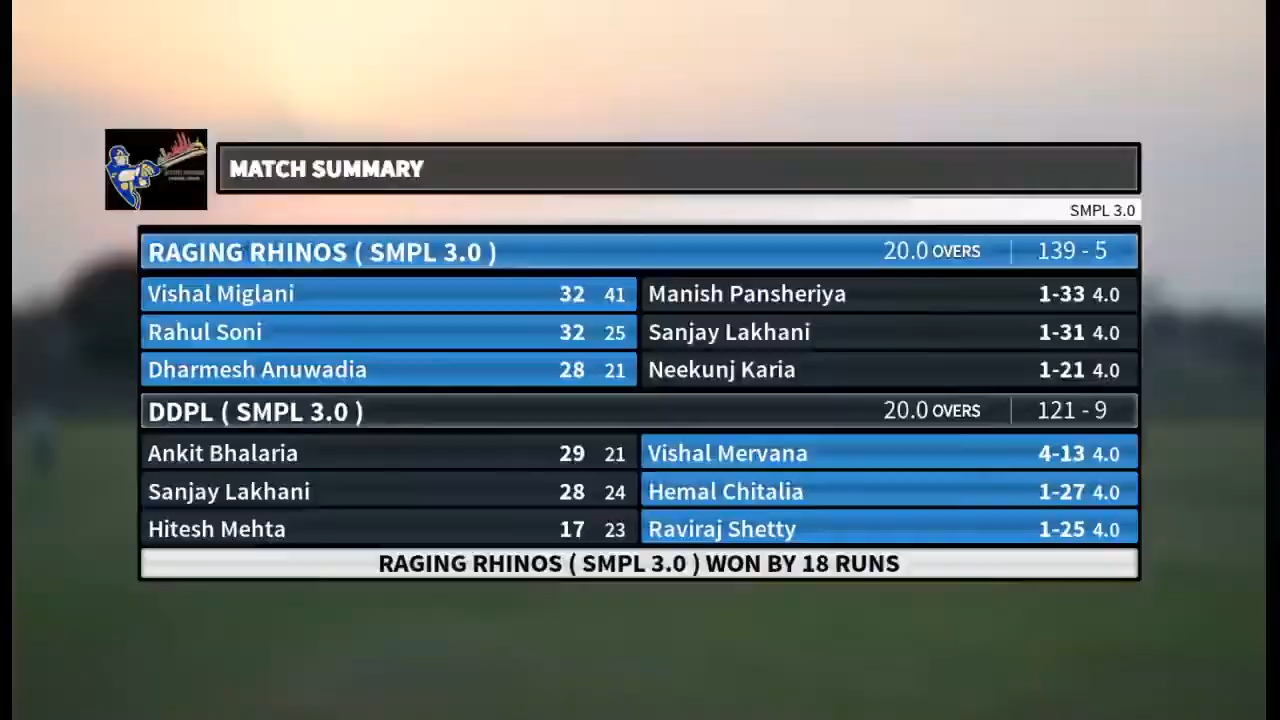 MATCH SUMMARY
SMPL 3.0
RAGING RHINOS ( SMPL 3.0 ) 20.0 OVERS 139 - 5
Vishal Miglani 32 41 Manish Pansheriya 1-33 4.0
Rahul Soni 32 25 Sanjay Lakhani 1-31 4.0
Dharmesh Anuwadia 28 21 Neekunj Karia 1-21 4.0
DDPL ( SMPL 3.0 ) 20.0 OVERS 121 - 9
Ankit Bhalaria 29 21 Vishal Mervana 4-13 4.0
Sanjay Lakhani 28 24 Hemal Chitalia 1-27 4.0
Hitesh Mehta 17 23 Raviraj Shetty 1-25 4.0
RAGING RHINOS ( SMPL 3.0 ) WON BY 18 RUNS